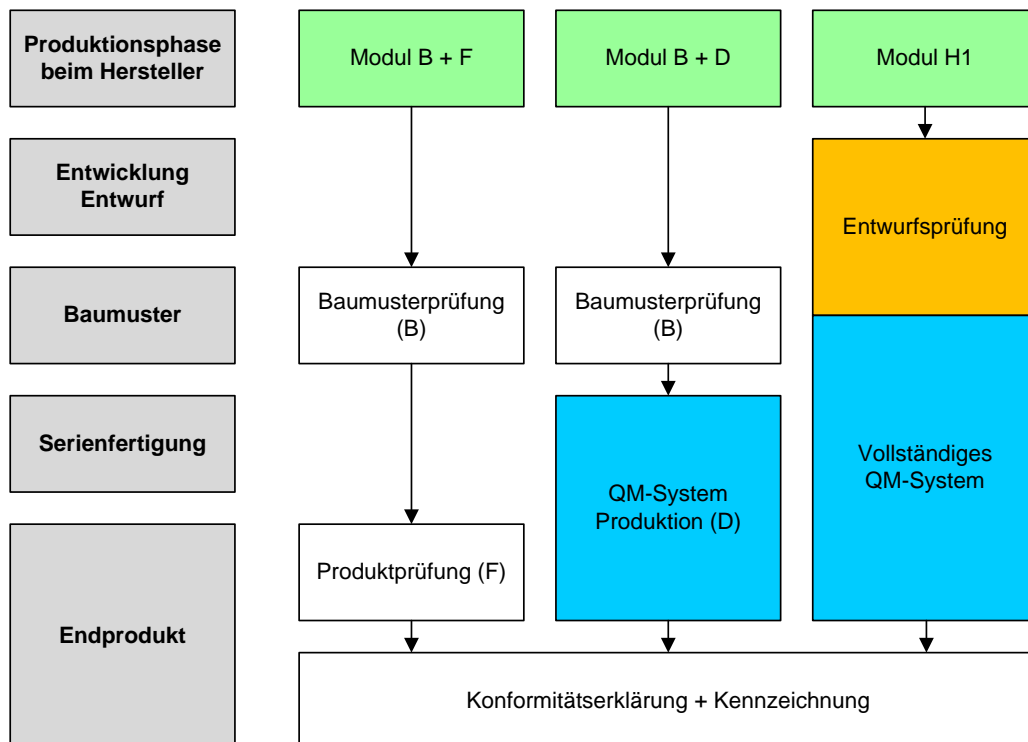 Produktionsphase
beim Hersteller
Modul B + F
Modul B + D
Modul H1
Entwicklung
Entwurf
Entwurfsprüfung
Baumuster
Baumusterprüfung
(B)
Baumusterprüfung
(B)
Serienfertigung
Vollständiges
QM-System
QM-System
Produktion (D)
Produktprüfung (F)
Endprodukt
Konformitätserklärung + Kennzeichnung